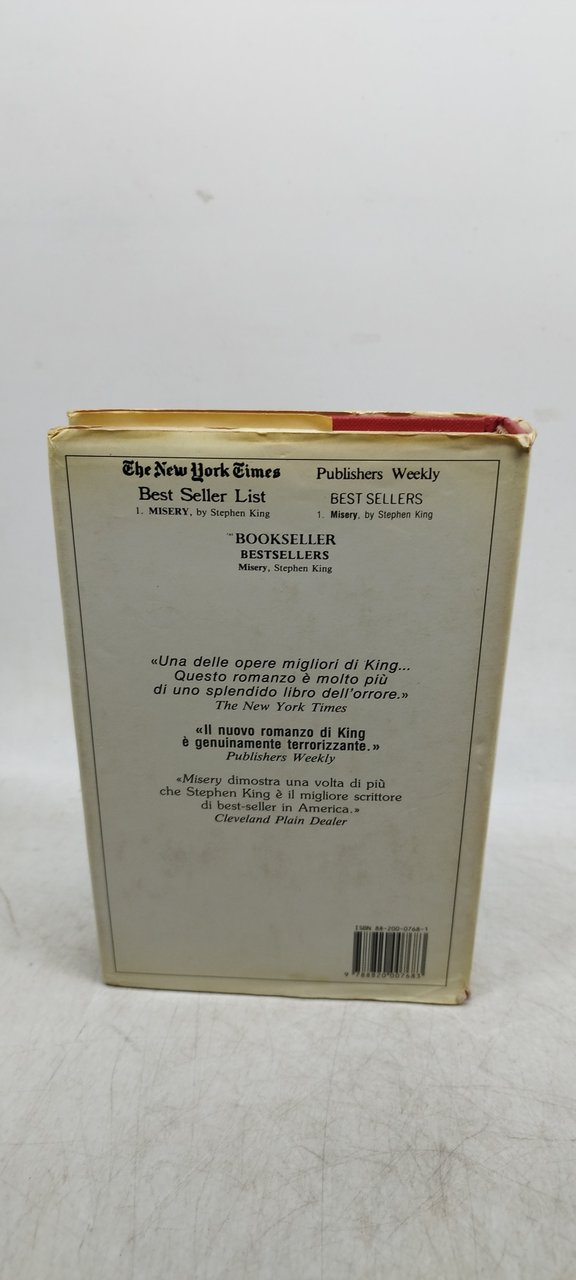 The New York Times
Best Seller List
1. MISERY, by Stephen King
Publishers Weekly
BEST SELLERS
1. Misery, by Stephen King
THE BOOKSELLER
BESTSELLERS
Misery, Stephen King
«Una delle opere migliori di King...
Questo romanzo è molto più
di uno splendido libro dell'orrore.»
The New York Times
«Il nuovo romanzo di King
è genuinamente terrorizzante.»
Publishers Weekly
«Misery dimostra una volta di più
che Stephen King è il migliore scrittore
di best-seller in America.»
Cleveland Plain Dealer
ISBN 88-200-0768-1
9 788820 007683